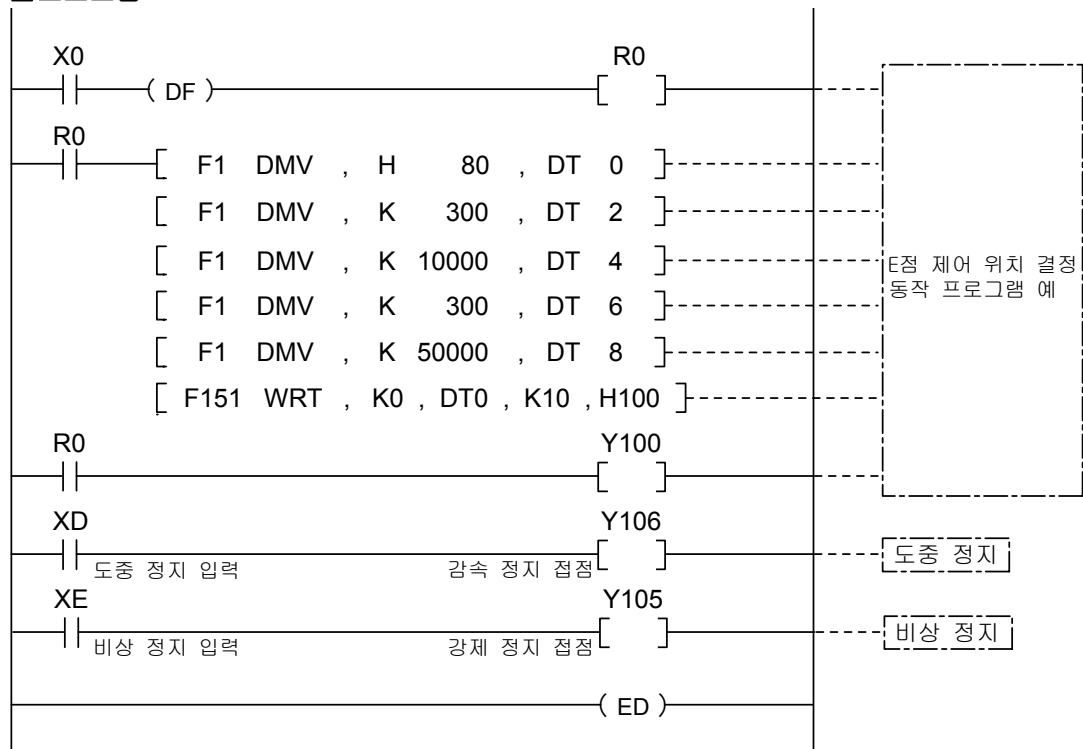 X0 R0
( DF )
R0
[ F1 DMV , H 80 , DT 0 ]
[ F1 DMV , K 300 , DT 2 ]
[ F1 DMV , K 10000 , DT 4 ]
[ F1 DMV , K 300 , DT 6 ]
[ F1 DMV , K 50000 , DT 8 ]
[ F151 WRT , K0 , DT0 , K10 , H100 ]
E점 제어 위치 결정
동작 프로그램 예
R0 Y100
[ ]
XD Y106
도중 정지 입력 감속 정지 접점 [ ] 도중 정지
XE Y105
비상 정지 입력 강제 정지 접점 [ ] 비상 정지
( ED )